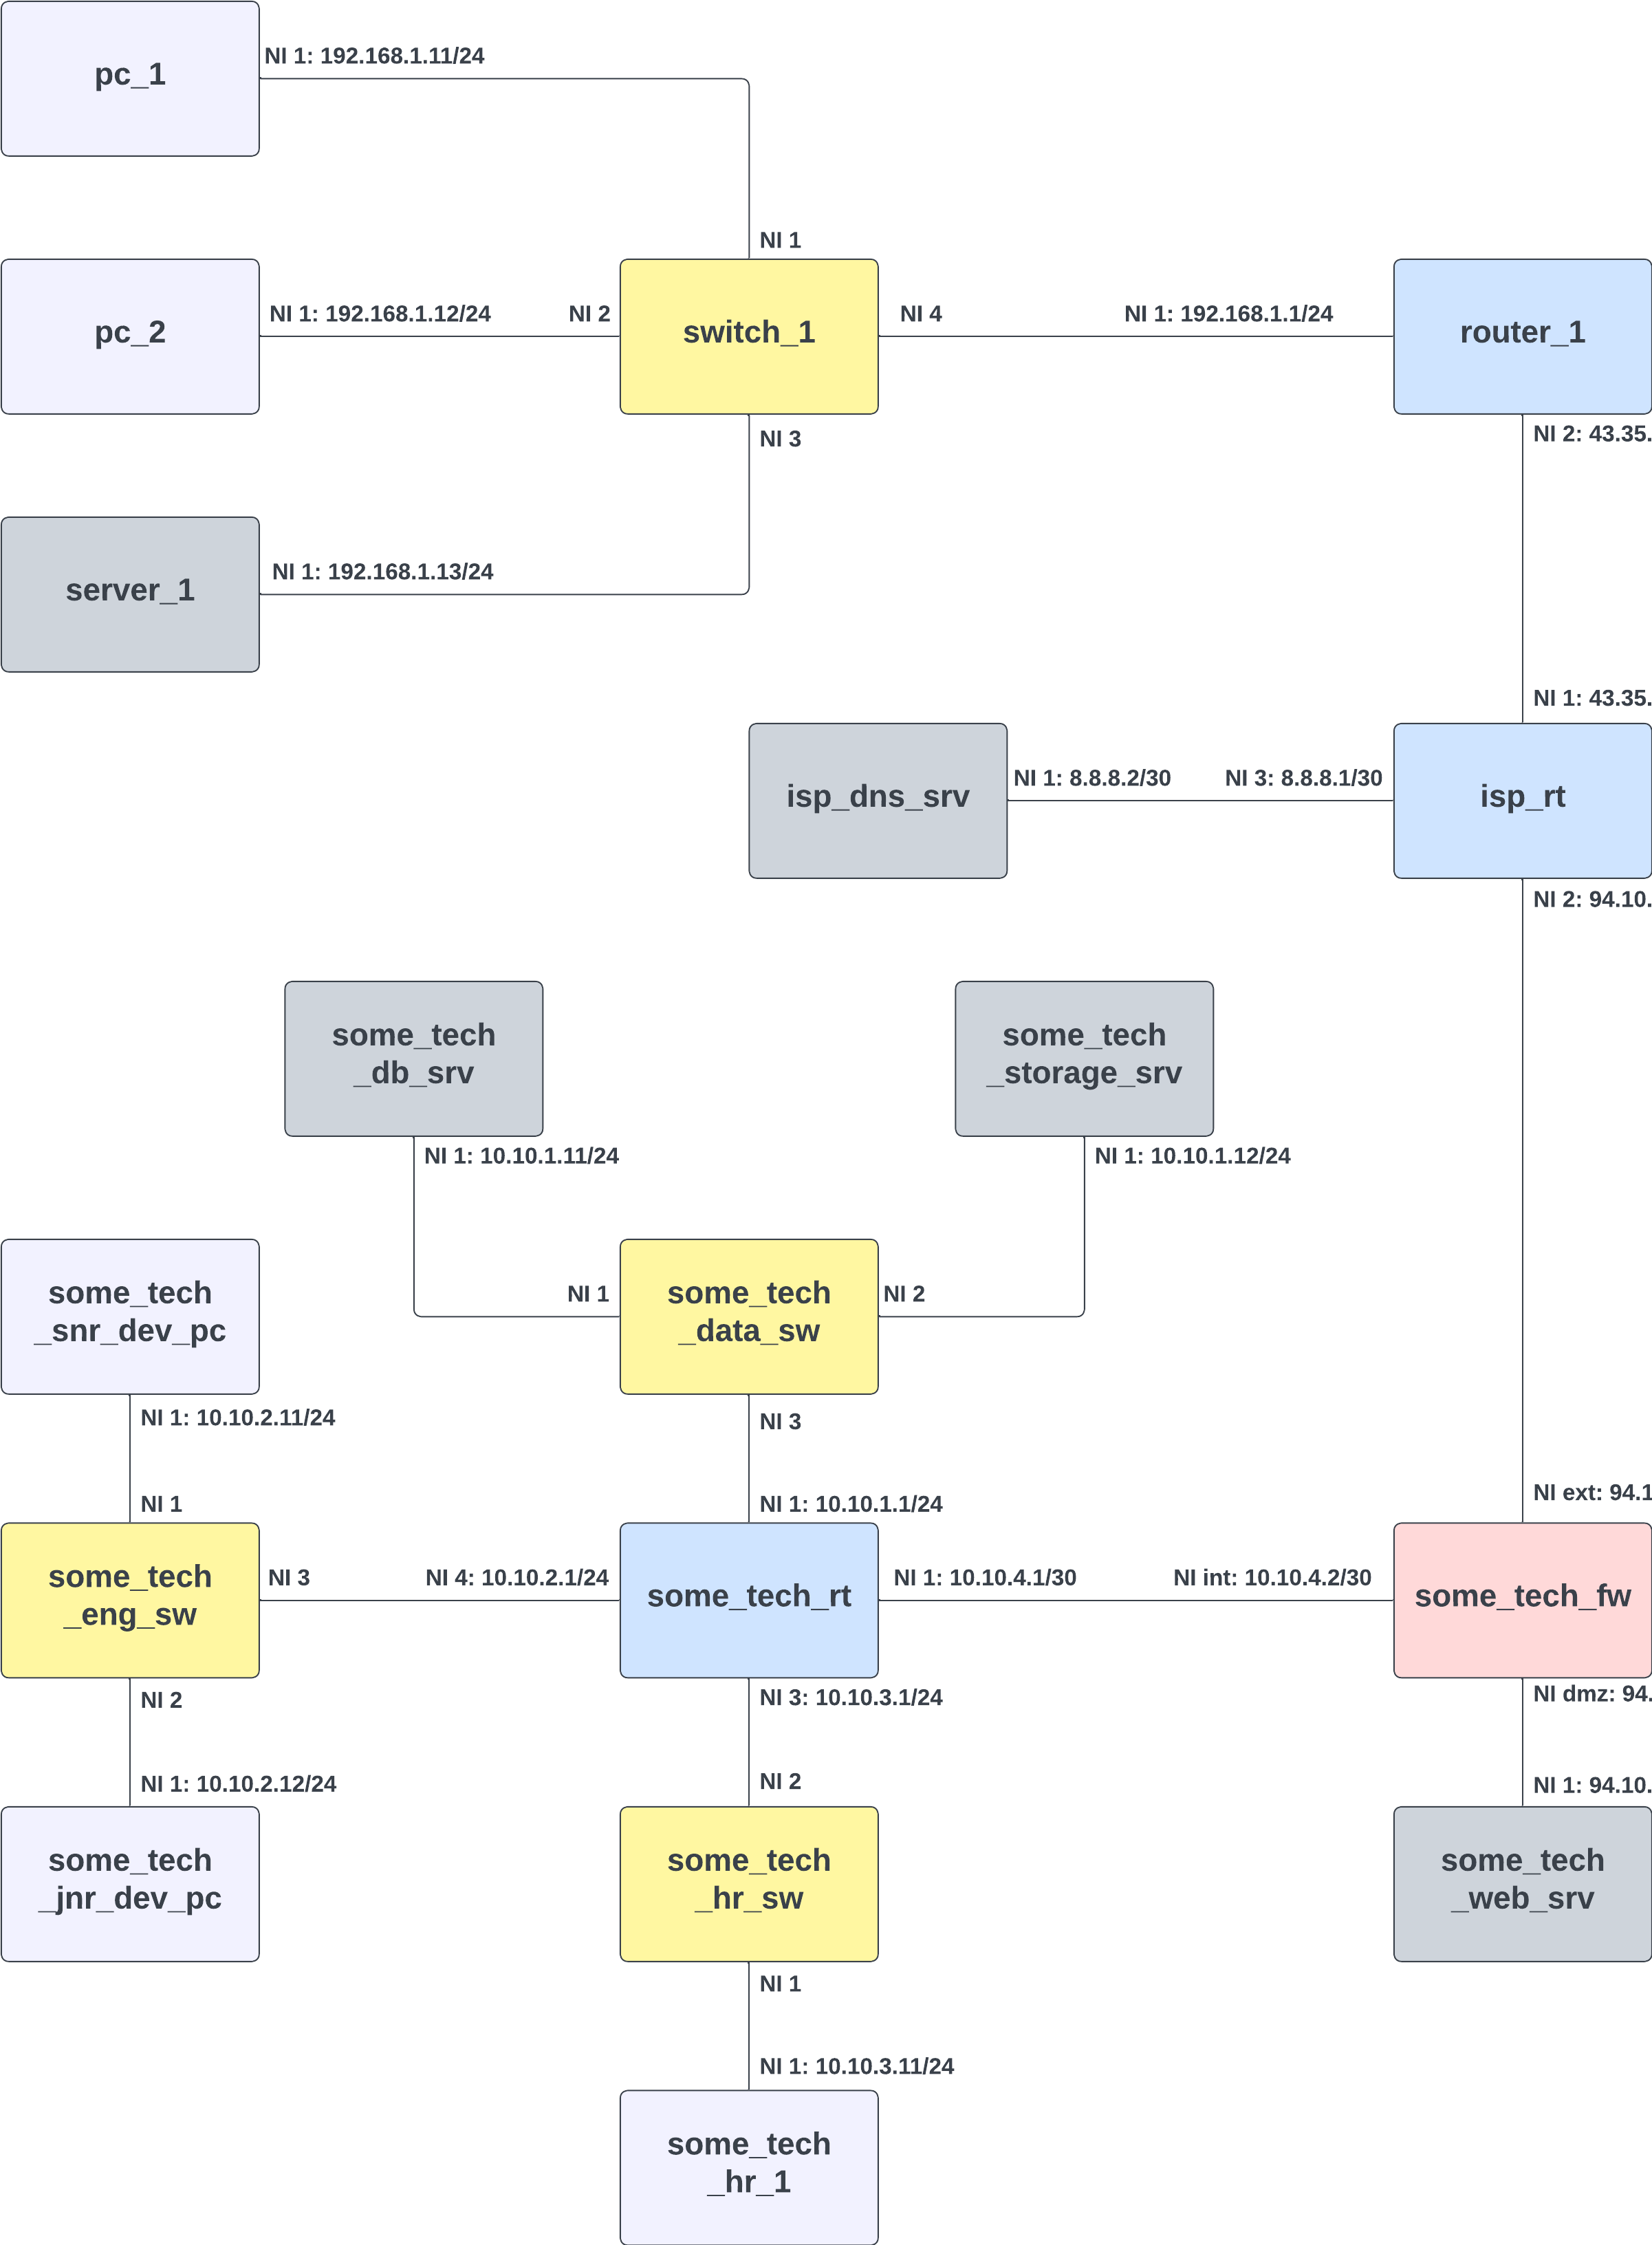 NI 1: 192.168.1.11/24
pc_1
NI 1
NI 1: 192.168.1.12/24
NI 2
NI 4
NI 1: 192.168.1.1/24
pc_2
switch_1
router_1
NI 3
NI 2: 43.35.
NI 1: 192.168.1.13/24
server_1
NI 1: 43.35.
NI 1: 8.8.8.2/30
NI 3: 8.8.8.1/30
isp_dns_srv
isp_rt
NI 2: 94.10.
some_tech
_db_srv
some_tech
_storage_srv
NI 1: 10.10.1.11/24
NI 1: 10.10.1.12/24
some_tech
_snr_dev_pc
NI 1
some_tech
_data_sw
NI 2
NI 1: 10.10.2.11/24
NI 3
NI 1
NI 1: 10.10.1.1/24
NI ext: 94.1
some_tech
_eng_sw
NI 3
NI 4: 10.10.2.1/24
some_tech_rt
NI 1: 10.10.4.1/30
NI int: 10.10.4.2/30
some_tech_fw
NI 2
NI 3: 10.10.3.1/24
NI dmz: 94.
NI 1: 10.10.2.12/24
NI 2
NI 1: 94.10.
some_tech
_jnr_dev_pc
some_tech
_hr_sw
some_tech
_web_srv
NI 1
NI 1: 10.10.3.11/24
some_tech
_hr_1